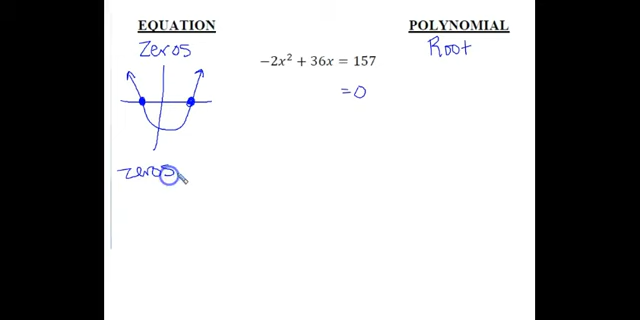 EQUATION
POLYNOMIAL
Zeros
Root
−2x² + 36x = 157
= 0
zeros